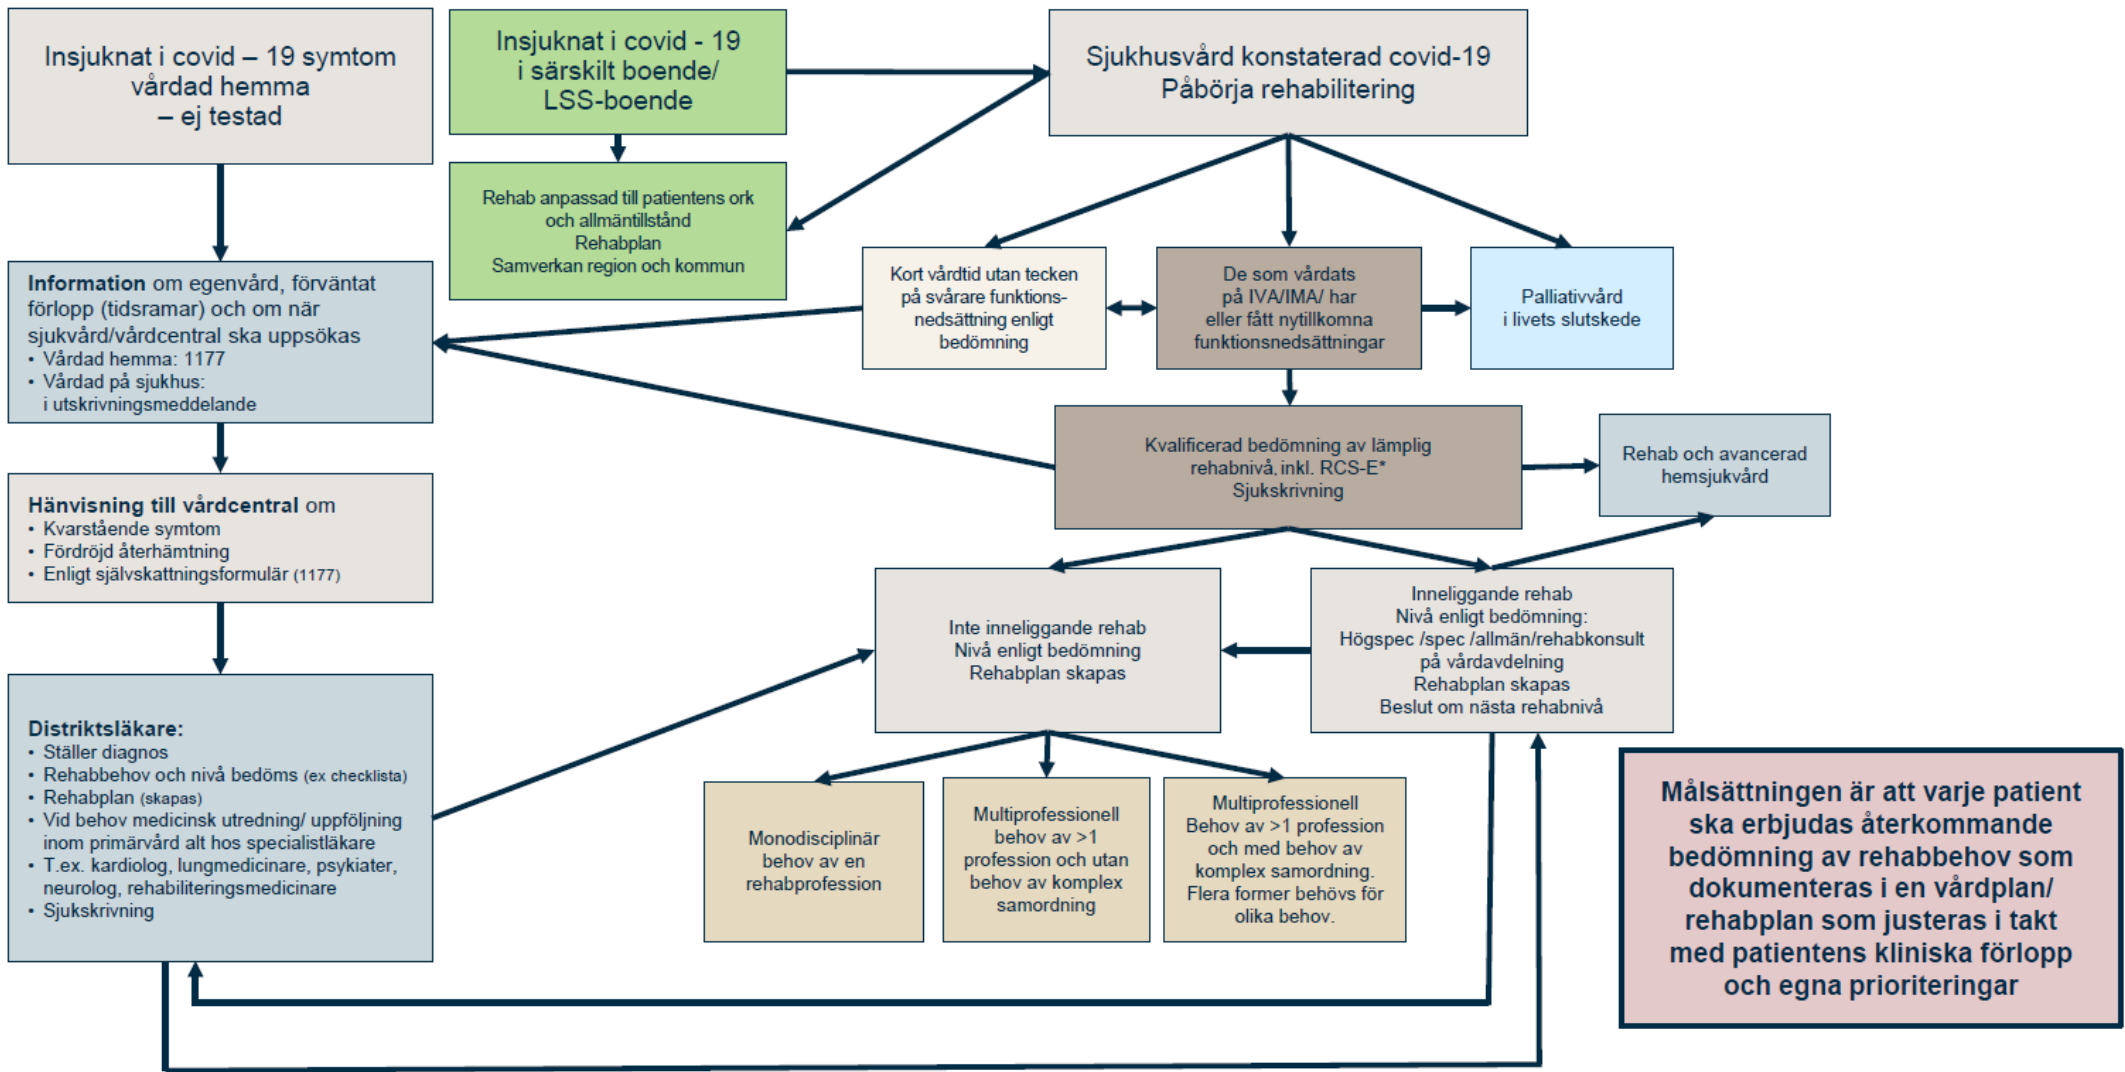 Insjuknat i covid – 19 symtom
vårdad hemma
– ej testad
Insjuknat i covid - 19
i särskilt boende/
LSS-boende
Sjukhusvård konstaterad covid-19
Påbörja rehabilitering
Rehab anpassad till patientens ork
och allmäntillstånd
Rehabplan
Samverkan region och kommun
Information om egenvård, förväntat
förlopp (tidsramar) och om när
sjukvård/vårdcentral ska uppsökas
• Vårdad hemma: 1177
• Vårdad på sjukhus:
i utskrivningsmeddelande
Kort vårdtid utan tecken
på svårare funktions-
nedsättning enligt
bedömning
De som vårdats
på IVA/IMA/ har
eller fått nytillkomna
funktionsnedsättningar
Palliativvård
i livets slutskede
Kvalificerad bedömning av lämplig
rehabnivå, inkl. RCS-E*
Sjukskrivning
Rehab och avancerad
hemsjukvård
Hänvisning till vårdcentral om
• Kvarstående symtom
• Fördröjd återhämtning
• Enligt självskattningsformulär (1177)
Inte inneliggande rehab
Nivå enligt bedömning
Rehabplan skapas
Inneliggande rehab
Nivå enligt bedömning:
Högspec /spec /allmän/rehabkonsult
på vårdavdelning
Rehabplan skapas
Beslut om nästa rehabnivå
Distriktsläkare:
• Ställer diagnos
• Rehabbehov och nivå bedöms (ex checklista)
• Rehabplan (skapas)
• Vid behov medicinsk utredning/ uppföljning
inom primärvård alt hos specialistläkare
• T.ex. kardiolog, lungmedicinare, psykiater,
neurolog, rehabiliteringsmedicinare
• Sjukskrivning
Monodisciplinär
behov av en
rehabprofession
Multiprofessionell
behov av >1
profession och utan
behov av komplex
samordning
Multiprofessionell
Behov av >1 profession
och med behov av
komplex samordning.
Flera former behövs för
olika behov.
Målsättningen är att varje patient
ska erbjudas återkommande
bedömning av rehabbehov som
dokumenteras i en vårdplan/
rehabplan som justeras i takt
med patientens kliniska förlopp
och egna prioriteringar